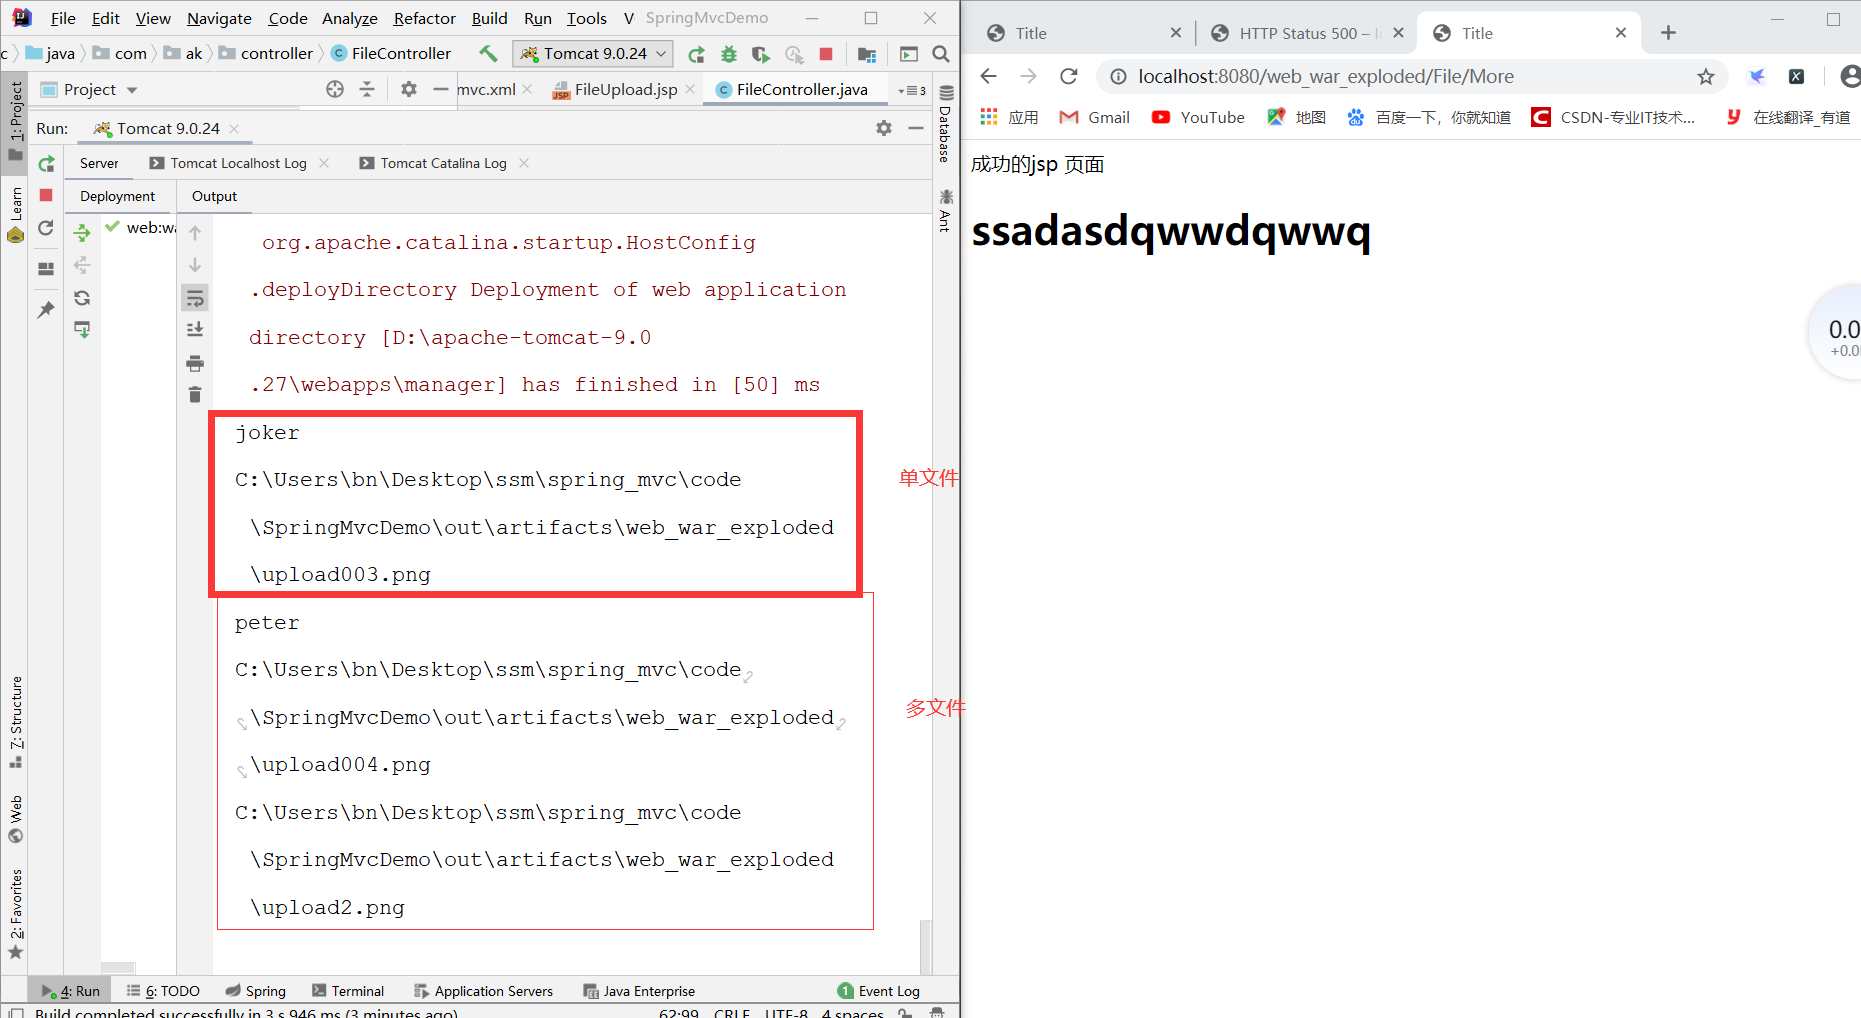 File Edit View Navigate Code Analyze Refactor Build Run Tools V SpringMvcDemo
c java com ak controller FileController Tomcat 9.0.24
Project mvc.xml FileUpload.jsp FileController.java 3
Run: Tomcat 9.0.24
Server Tomcat Localhost Log Tomcat Catalina Log
Deployment Output
web:wa
org.apache.catalina.startup.HostConfig
.deployDirectory Deployment of web application
directory [D:\apache-tomcat-9.0
.27\webapps\manager] has finished in [50] ms
joker
C:\Users\bn\Desktop\ssm\spring_mvc\code
\SpringMvcDemo\out\artifacts\web_war_exploded
\upload003.png
单文件
peter
C:\Users\bn\Desktop\ssm\spring_mvc\code
\SpringMvcDemo\out\artifacts\web_war_exploded
\upload004.png
多文件
C:\Users\bn\Desktop\ssm\spring_mvc\code
\SpringMvcDemo\out\artifacts\web_war_exploded
\upload2.png
1: Project
Learn
7: Structure
Web
2: Favorites
Database
Ant
4: Run 6: TODO Spring Terminal Application Servers Java Enterprise 1 Event Log
Build completed successfully in 3 s 946 ms (3 minutes ago) 62:99 CRLF UTF-8 4 spaces
Title HTTP Status 500 – Title
localhost:8080/web_war_exploded/File/More
应用 Gmail YouTube 地图 百度一下，你就知道 CSDN-专业IT技术... 在线翻译_有道
成功的jsp 页面
ssadasdqwwdqwwq
0.0
+0.0